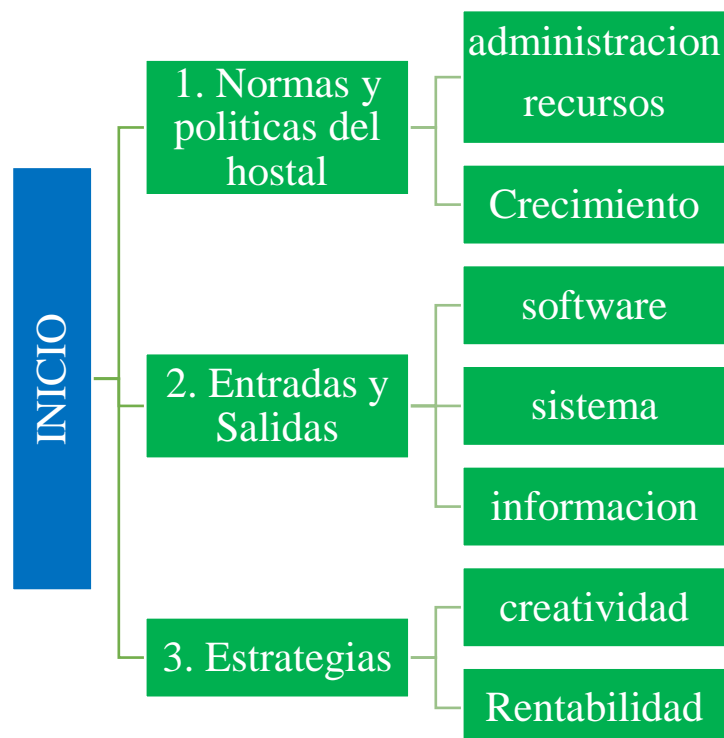 INICIO
1. Normas y
politicas del
hostal
administracion
recursos
Crecimiento
2. Entradas y
Salidas
software
sistema
informacion
3. Estrategias
creatividad
Rentabilidad